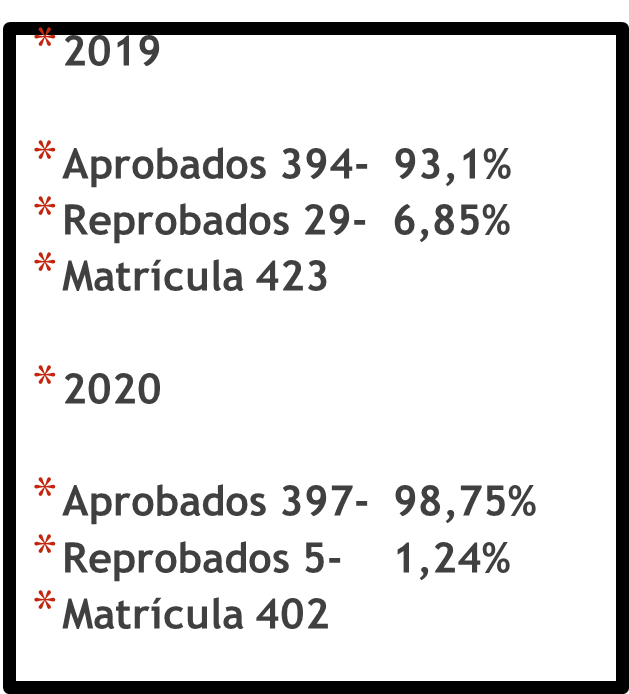 * 2019
* Aprobados 394- 93,1%
* Reprobados 29- 6,85%
* Matrícula 423
* 2020
* Aprobados 397- 98,75%
* Reprobados 5- 1,24%
* Matrícula 402